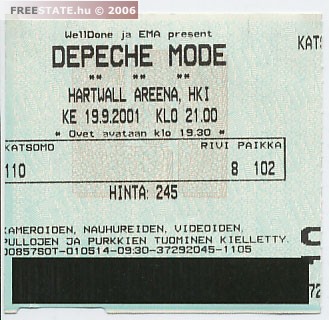 FREESTATE.hu © 2006
WellDone ja EMA present
DEPECHE MODE
** ** **
HARTWALL AREENA, HKI
KE 19.9.2001 KLO 21.00
* Ovet avataan klo 19.30 *
KATSOMO RIVI PAIKKA
110 8 102
HINTA: 245
KAMEROIDEN, NAUHUREIDEN, VIDEOIDEN,
PULLOJEN JA PURKKIEN TUOMINEN KIELLETTY.
00857SOT-010514-09:30-37292045-1105
KATS
72